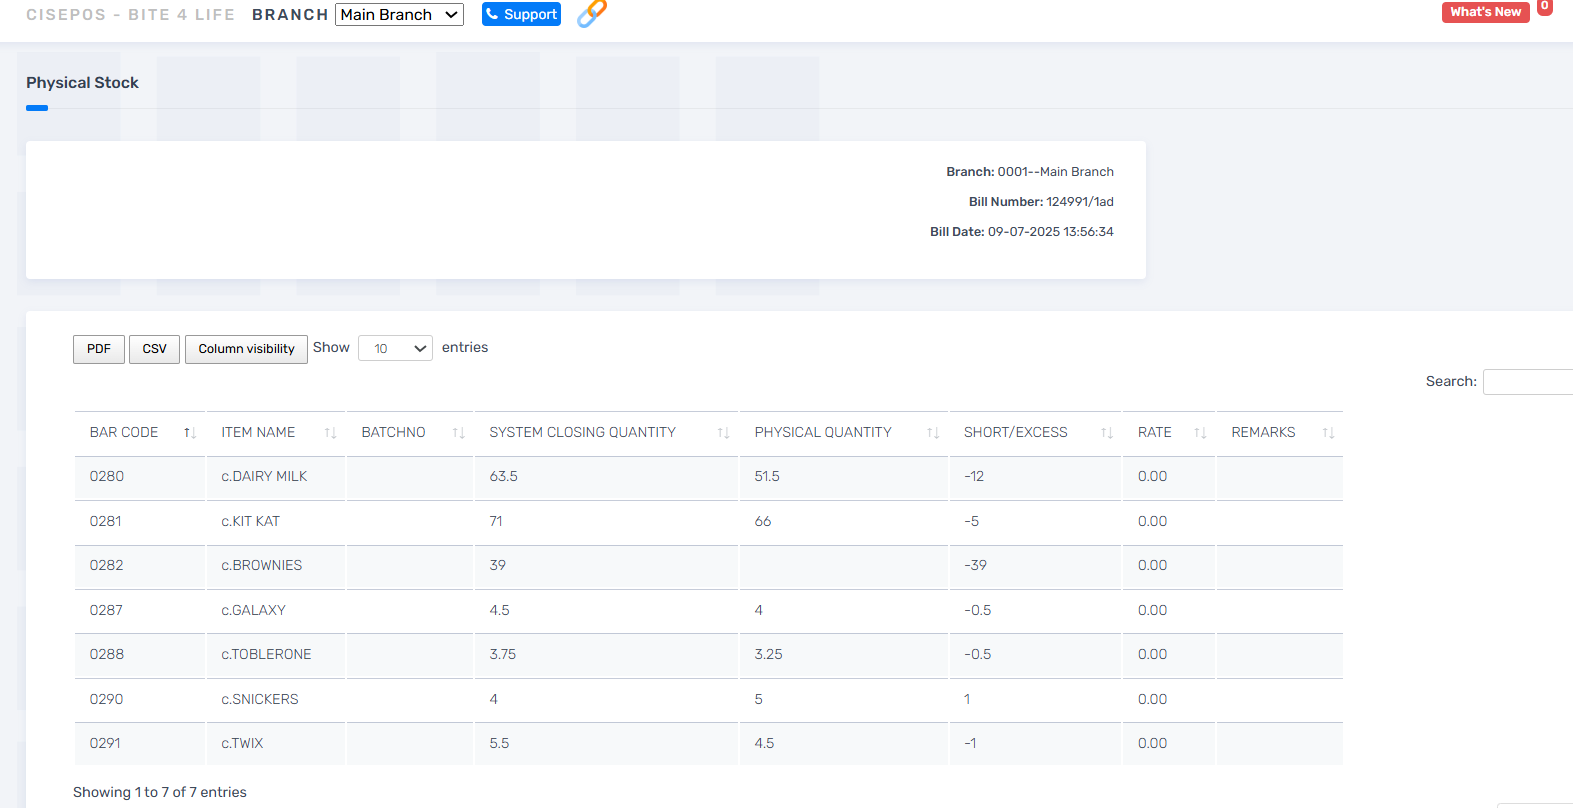 CISEPOS - BITE 4 LIFE BRANCH Main Branch Support What's New 0
Physical Stock
Branch: 0001--Main Branch
Bill Number: 124991/1ad
Bill Date: 09-07-2025 13:56:34
PDF CSV Column visibility Show 10 entries
Search:
BAR CODE ITEM NAME BATCHNO SYSTEM CLOSING QUANTITY PHYSICAL QUANTITY SHORT/EXCESS RATE REMARKS
0280 c.DAIRY MILK 63.5 51.5 -12 0.00
0281 c.KIT KAT 71 66 -5 0.00
0282 c.BROWNIES 39 -39 0.00
0287 c.GALAXY 4.5 4 -0.5 0.00
0288 c.TOBLERONE 3.75 3.25 -0.5 0.00
0290 c.SNICKERS 4 5 1 0.00
0291 c.TWIX 5.5 4.5 -1 0.00
Showing 1 to 7 of 7 entries